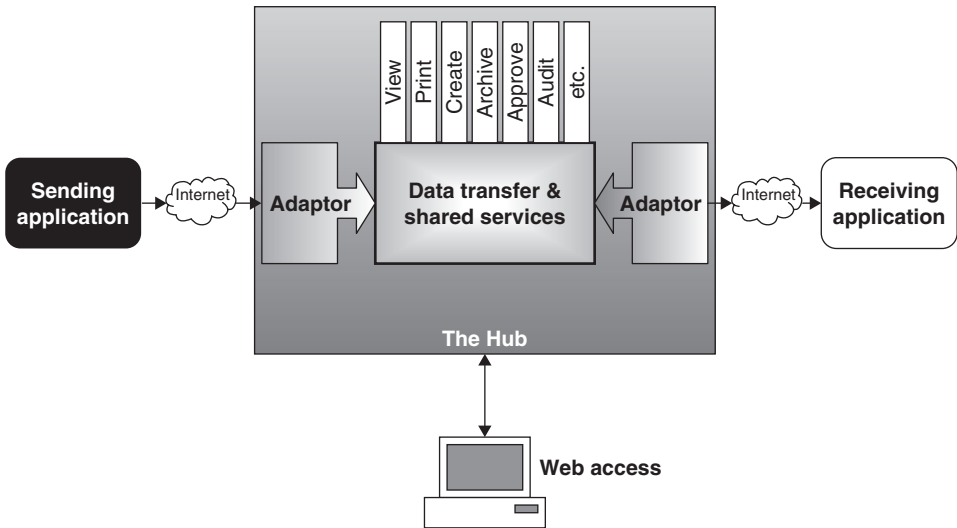 View
Print
Create
Archive
Approve
Audit
etc.
Sending
application
Internet
Adaptor
Data transfer &
shared services
Adaptor
Internet
Receiving
application
The Hub
Web access